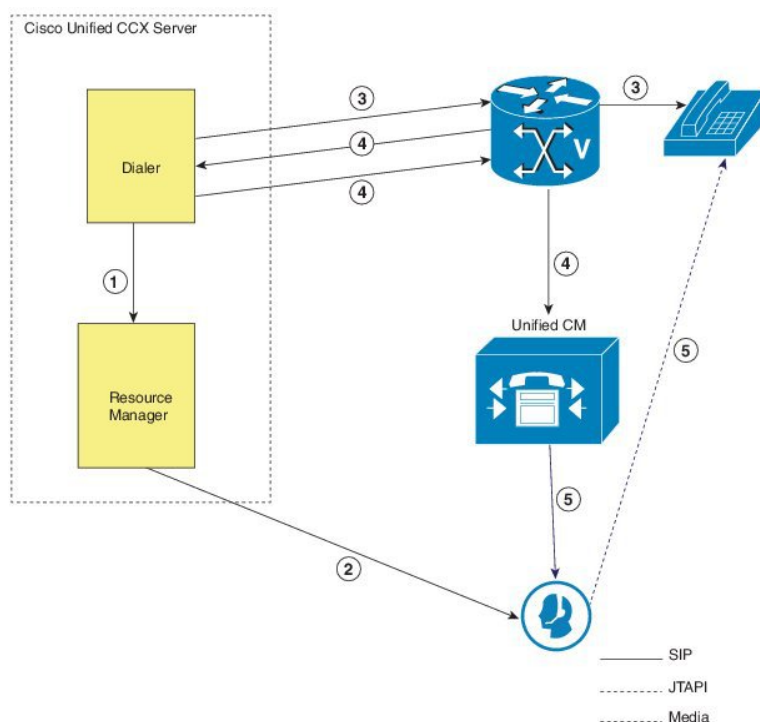 Cisco Unified CCX Server
3
3
4
Dialer
V
4
4
1
Unified CM
5
Resource
Manager
5
2
SIP
JTAPI
Media